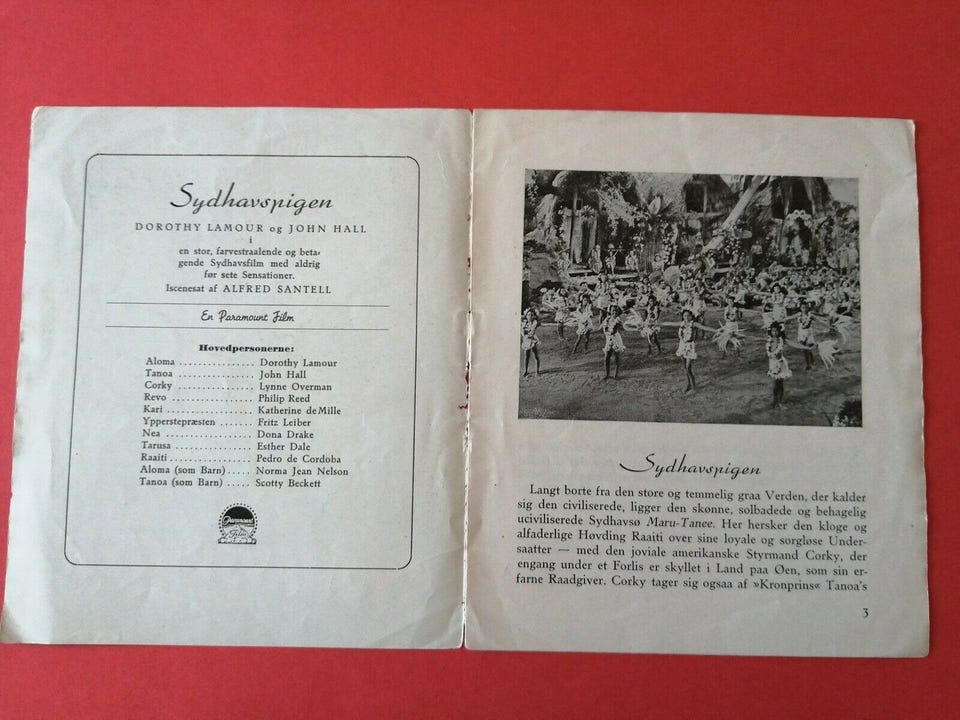 Sydhavspigen
DOROTHY LAMOUR og JOHN HALL
i
en stor, farvestraalende og beta-
gende Sydhavsfilm med aldrig
før sete Sensationer.
Iscenesat af ALFRED SANTELL
En Paramount Film
Hovedpersonerne:
Aloma ............... Dorothy Lamour
Tanoa ............... John Hall
Corky ............... Lynne Overman
Revo ................ Philip Reed
Kari ................. Katherine deMille
Ypperstepræsten ....... Fritz Leiber
Nea ................. Dona Drake
Tarusa ............... Esther Dale
Raaiti ................ Pedro de Cordoba
Aloma (som Barn) ..... Norma Jean Nelson
Tanoa (som Barn) ..... Scotty Beckett
Paramount
Film
Sydhavspigen
Langt borte fra den store og temmelig graa Verden, der kalder
sig den civiliserede, ligger den skønne, solbadede og behagelig
uciviliserede Sydhavsø Maru-Tanee. Her hersker den kloge og
alfaderlige Høvding Raaiti over sine loyale og sorgløse Under-
saatter — med den joviale amerikanske Styrmand Corky, der
engang under et Forlis er skyllet i Land paa Øen, som sin er-
farne Raadgiver. Corky tager sig ogsaa af »Kronprins« Tanoa's
3